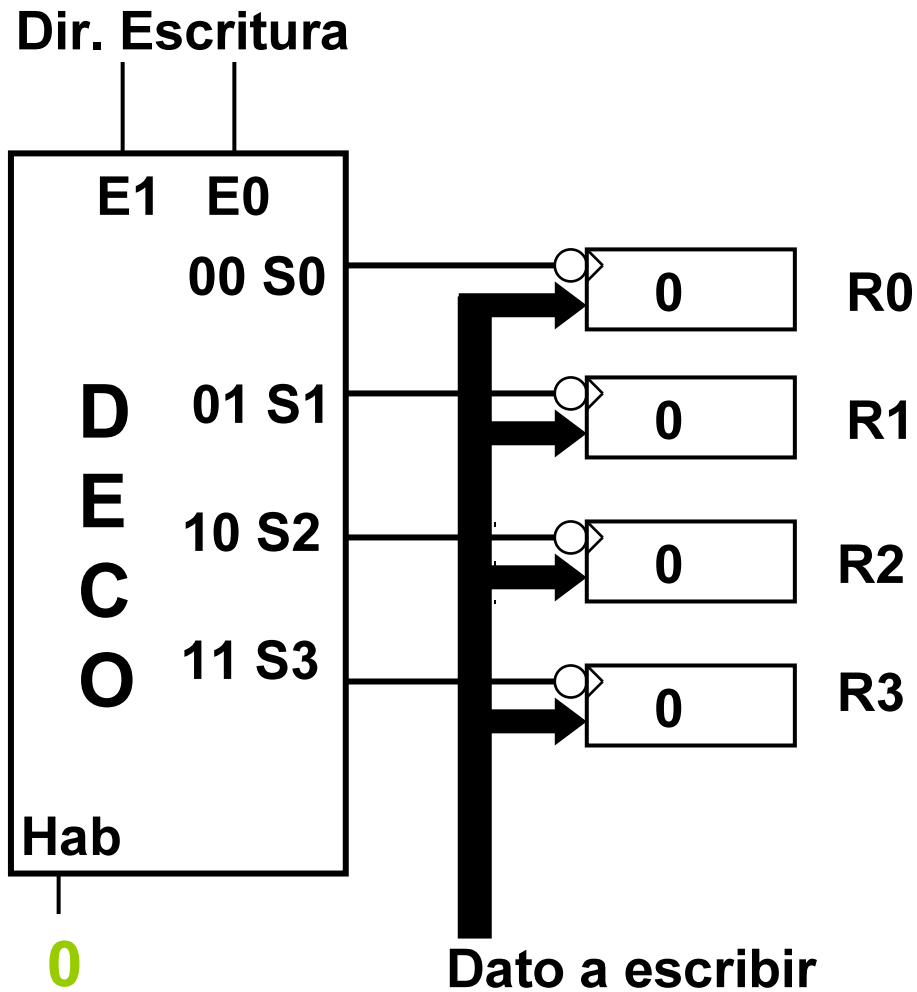 Dir. Escritura
E1 E0
00 S0
0 R0
01 S1
0 R1
10 S2
0 R2
11 S3
0 R3
D
E
C
O
Hab
0
Dato a escribir